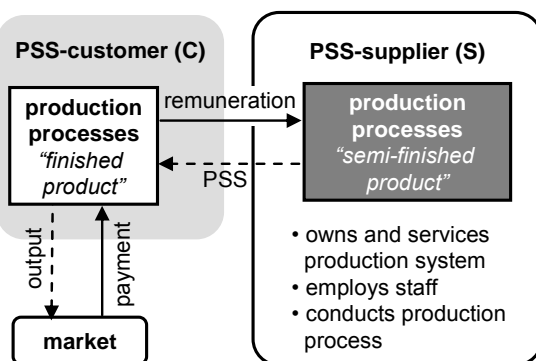 PSS-customer (C)
PSS-supplier (S)
production
processes
“finished
product”
remuneration
PSS
production
processes
“semi-finished
product”
output
payment
market
• owns and services
production system
• employs staff
• conducts production
process